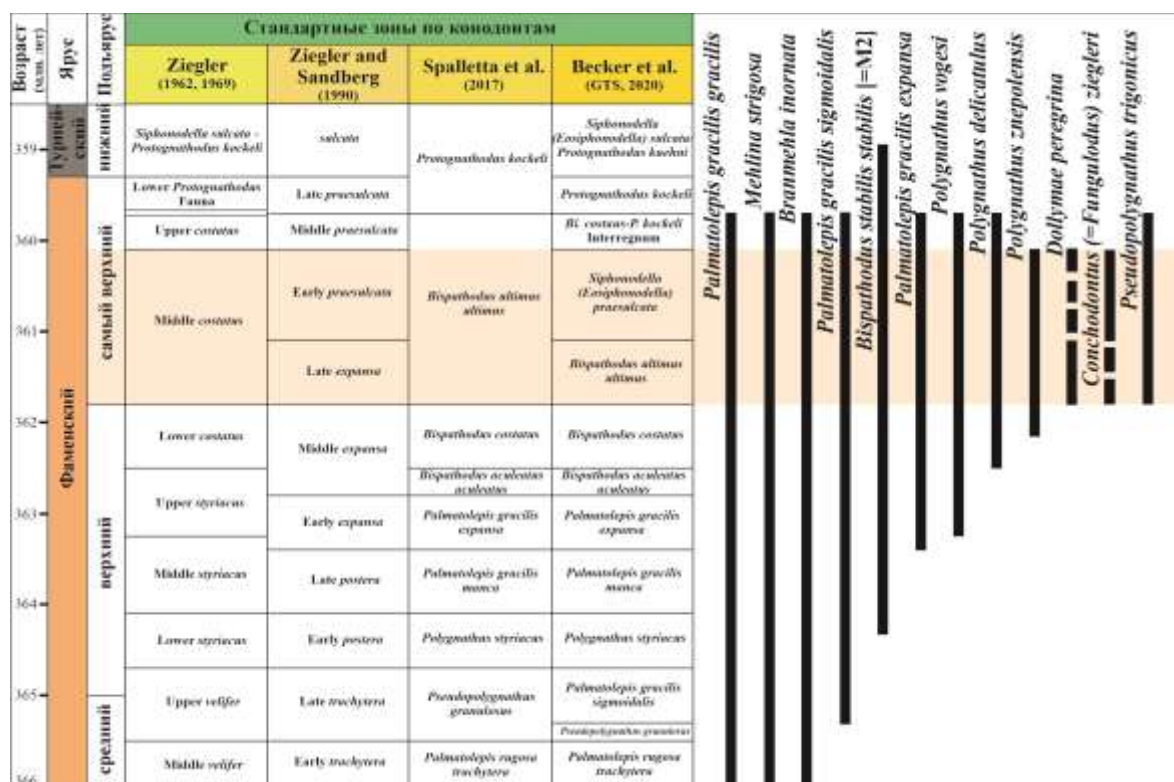 Возраст
(млн. лет)
Ярус
Подъярус
Стандартные зоны по конодонтам
Ziegler
(1962, 1969)
Ziegler and
Sandberg
(1990)
Spalletta et al.
(2017)
Becker et al.
(GTS, 2020)
359
360
361
362
363
364
365
366
Турней-
ский
Фаменский
нижний
самый верхний
верхний
средний
Siphonodella sulcata -
Protognathodus kockeli
Lower Protognathodus
Fauna
Upper costatus
Middle costatus
Lower costatus
Upper styriacus
Middle styriacus
Lower styriacus
Upper velifer
Middle velifer
sulcata
Late praesulcata
Middle praesulcata
Early praesulcata
Late expansa
Middle expansa
Early expansa
Late postera
Early postera
Late trachytera
Early trachytera
Protognathodus kockeli
Bispathodus ultimus
ultimus
Bispathodus costatus
Bispathodus aculeatus
aculeatus
Palmatolepis gracilis
expansa
Palmatolepis gracilis
manca
Polygnathus styriacus
Pseudopolygnathus
granulosus
Palmatolepis rugosa
trachytera
Siphonodella
(Eosiphonodella) sulcata/
Protognathodus kuehni
Protognathodus kockeli
Bi. costatus-P. kockeli
Interregnum
Siphonodella
(Eosiphonodella)
praesulcata
Bispathodus ultimus
ultimus
Bispathodus costatus
Bispathodus aculeatus
aculeatus
Palmatolepis gracilis
expansa
Palmatolepis gracilis
manca
Polygnathus styriacus
Palmatolepis gracilis
sigmoidalis
Pseudopolygnathus granulosus
Palmatolepis rugosa
trachytera
Palmatolepis gracilis gracilis
Mehlina strigosa
Branmehla inornata
Palmatolepis gracilis sigmoidalis
Bispathodus stabilis stabilis [=M2]
Palmatolepis gracilis expansa
Polygnathus vogesi
Polygnathus delicatulus
Polygnathus znepolensis
Dollymae peregrina
Conchodontus (=Fungulodus) ziegleri
Pseudopolygnathus trigonicus